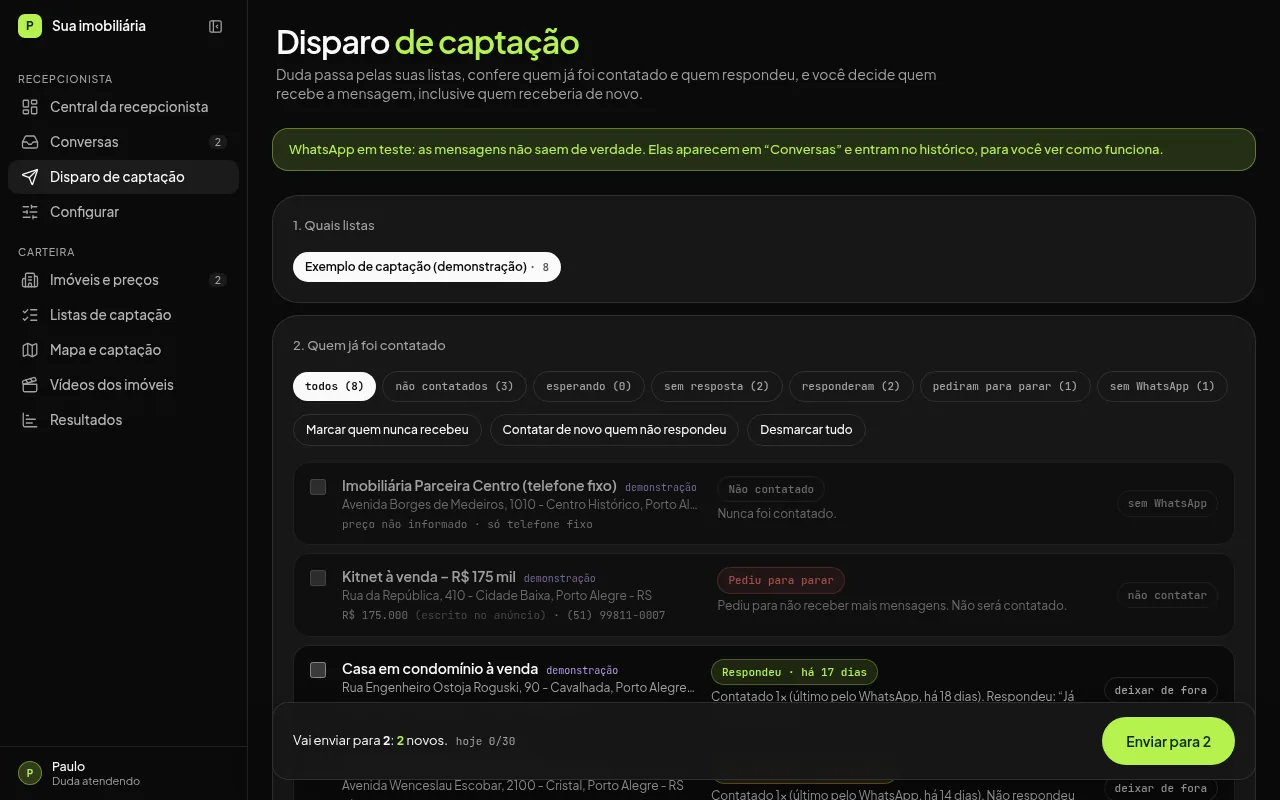 P Sua imobiliária
RECEPCIONISTA
Central da recepcionista
Conversas 2
Disparo de captação
Configurar
CARTEIRA
Imóveis e preços 2
Listas de captação
Mapa e captação
Vídeos dos imóveis
Resultados
P Paulo
Duda atendendo
Disparo de captação
Duda passa pelas suas listas, confere quem já foi contatado e quem respondeu, e você decide quem
recebe a mensagem, inclusive quem receberia de novo.
WhatsApp em teste: as mensagens não saem de verdade. Elas aparecem em “Conversas” e entram no histórico, para você ver como funciona.
1. Quais listas
Exemplo de captação (demonstração) · 8
2. Quem já foi contatado
todos (8) não contatados (3) esperando (0) sem resposta (2) responderam (2) pediram para parar (1) sem WhatsApp (1)
Marcar quem nunca recebeu Contatar de novo quem não respondeu Desmarcar tudo
Imobiliária Parceira Centro (telefone fixo) demonstração
Avenida Borges de Medeiros, 1010 - Centro Histórico, Porto Al…
preço não informado · só telefone fixo
Não contatado
Nunca foi contatado.
sem WhatsApp
Kitnet à venda – R$ 175 mil demonstração
Rua da República, 410 - Cidade Baixa, Porto Alegre - RS
R$ 175.000 (escrito no anúncio) · (51) 99811-0007
Pediu para parar
Pediu para não receber mais mensagens. Não será contatado.
não contatar
Casa em condomínio à venda demonstração
Rua Engenheiro Ostoja Roguski, 90 - Cavalhada, Porto Alegre…
Respondeu · há 17 dias
Contatado 1x (último pelo WhatsApp, há 18 dias). Respondeu: “Já
deixar de fora
Vai enviar para 2: 2 novos. hoje 0/30
Enviar para 2
Avenida Wenceslau Escobar, 2100 - Cristal, Porto Alegre - RS
Contatado 1x (último pelo WhatsApp, há 14 dias). Não respondeu
deixar de fora